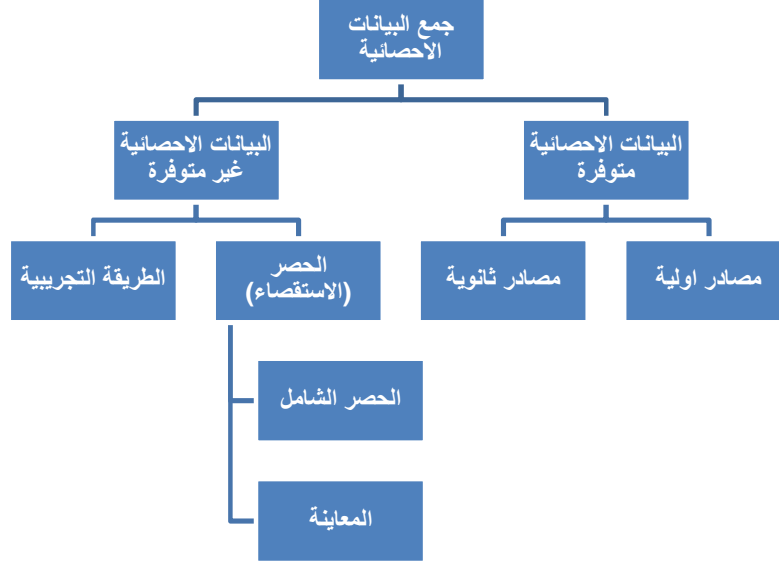 جمع البيانات
الاحصائية
البيانات الاحصائية
متوفرة
البيانات الاحصائية
غير متوفرة
مصادر اولية
مصادر ثانوية
الحصر
(الاستقصاء)
الطريقة التجريبية
الحصر الشامل
المعاينة